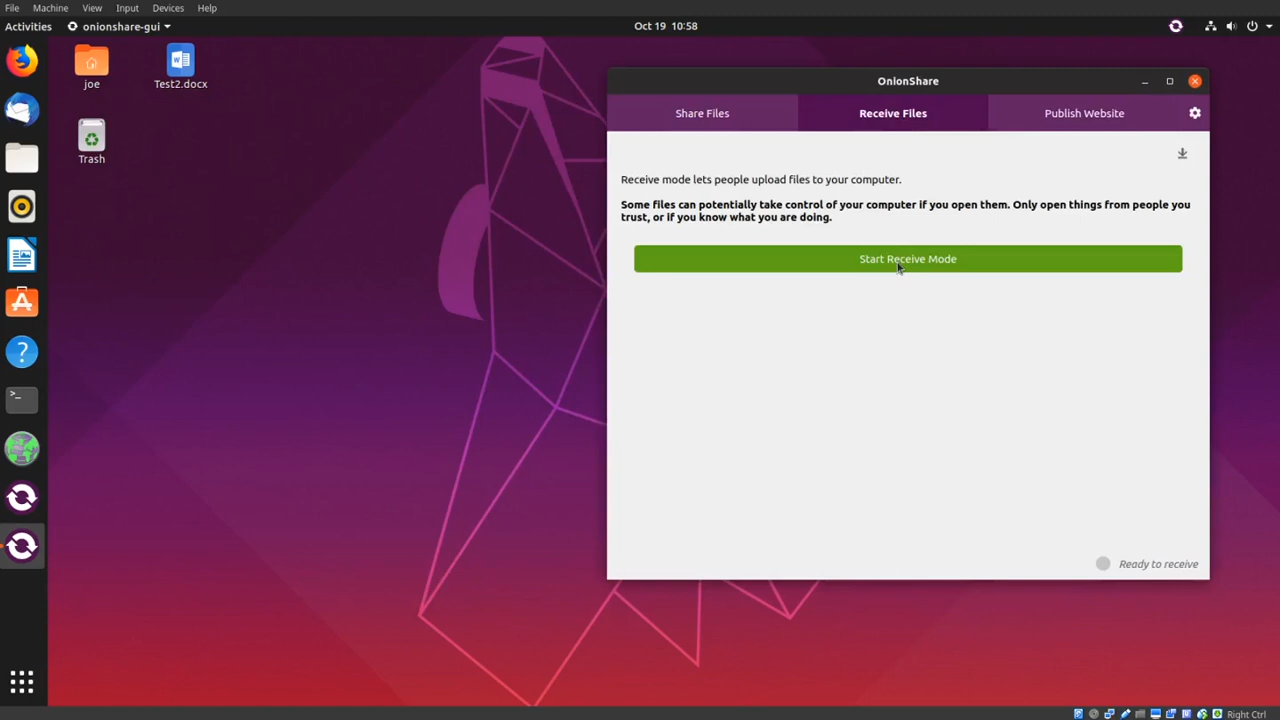 File Machine View Input Devices Help
Activities onionshare-gui Oct 19 10:58
joe
Test2.docx
Trash
OnionShare
Share Files Receive Files Publish Website
Receive mode lets people upload files to your computer.
Some files can potentially take control of your computer if you open them. Only open things from people you
trust, or if you know what you are doing.
Start Receive Mode
Ready to receive
Right Ctrl